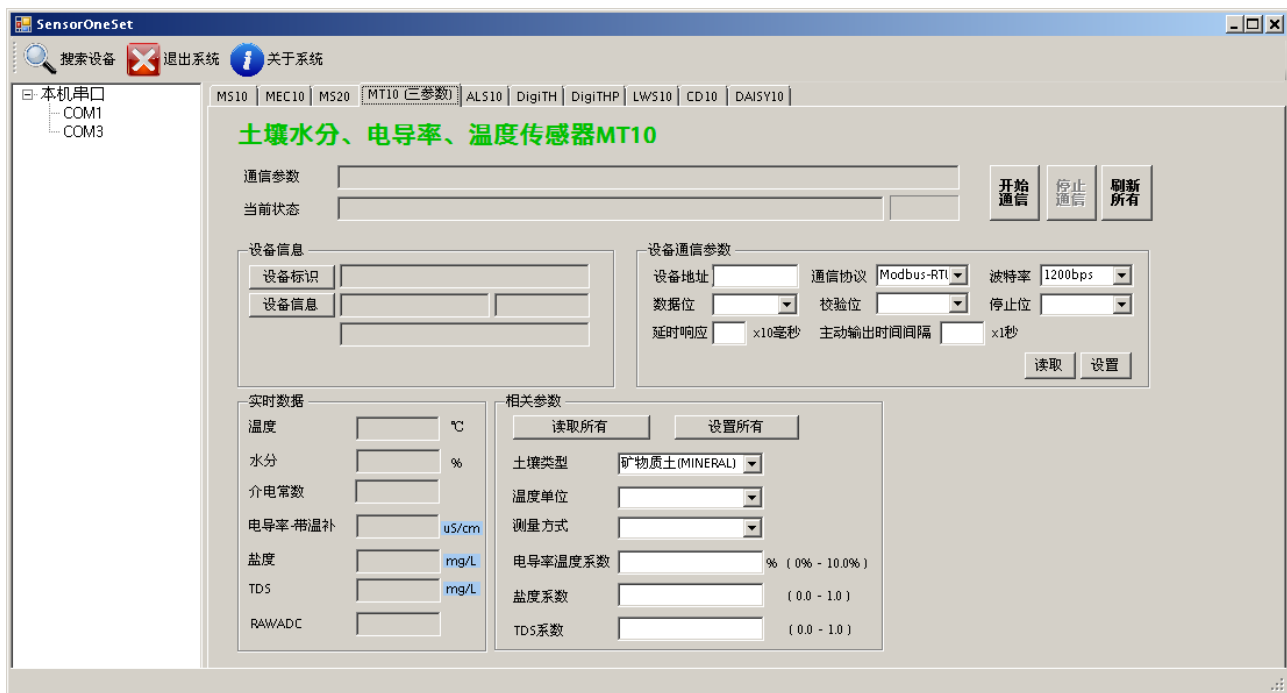 SensorOneSet
搜索设备 退出系统 关于系统
本机串口
COM1
COM3
MS10 MEC10 MS20 MT10 (三参数) ALS10 DigiTH DigiTHP LWS10 CD10 DAISY10
土壤水分、电导率、温度传感器MT10
通信参数
当前状态
开始通信 停止通信 刷新所有
设备信息
设备标识
设备信息
设备通信参数
设备地址 通信协议 Modbus-RTU 波特率 1200bps
数据位 校验位 停止位
延时响应 x10毫秒 主动输出时间间隔 x1秒
读取 设置
实时数据
温度 ℃
水分 %
介电常数
电导率-带温补 uS/cm
盐度 mg/L
TDS mg/L
RAWADC
相关参数
读取所有 设置所有
土壤类型 矿物质土(MINERAL)
温度单位
测量方式
电导率温度系数 % ( 0% - 10.0% )
盐度系数 ( 0.0 - 1.0 )
TDS系数 ( 0.0 - 1.0 )